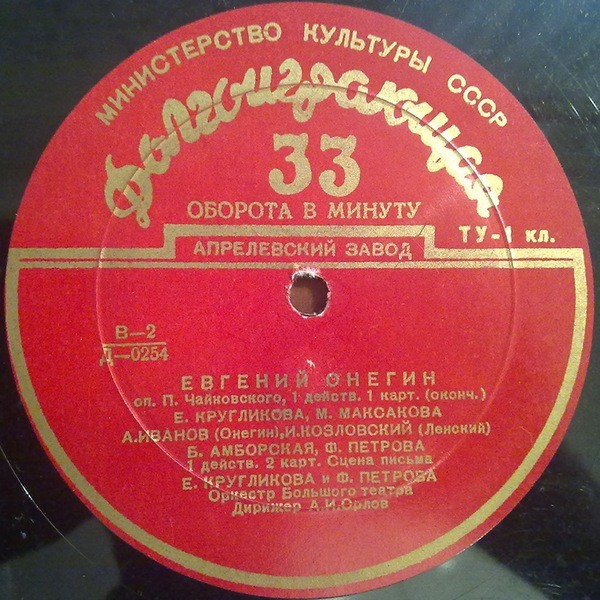 МИНИСТЕРСТВО КУЛЬТУРЫ СССР
Долгоиграющая
33
ОБОРОТА В МИНУТУ
ТУ-1 кл.
АПРЕЛЕВСКИЙ ЗАВОД
В—2
Д—0254
ЕВГЕНИЙ ОНЕГИН
оп. П. Чайковского, 1 действ. 1 карт. (оконч.)
Е. КРУГЛИКОВА, М. МАКСАКОВА
А.ИВАНОВ (Онегин),И.КОЗЛОВСКИЙ (Ленский)
Б. АМБОРСКАЯ, Ф. ПЕТРОВА
1 действ. 2 карт. Сцена письма
Е. КРУГЛИКОВА и Ф. ПЕТРОВА
Оркестр Большого театра
Дирижер А.И.Орлов